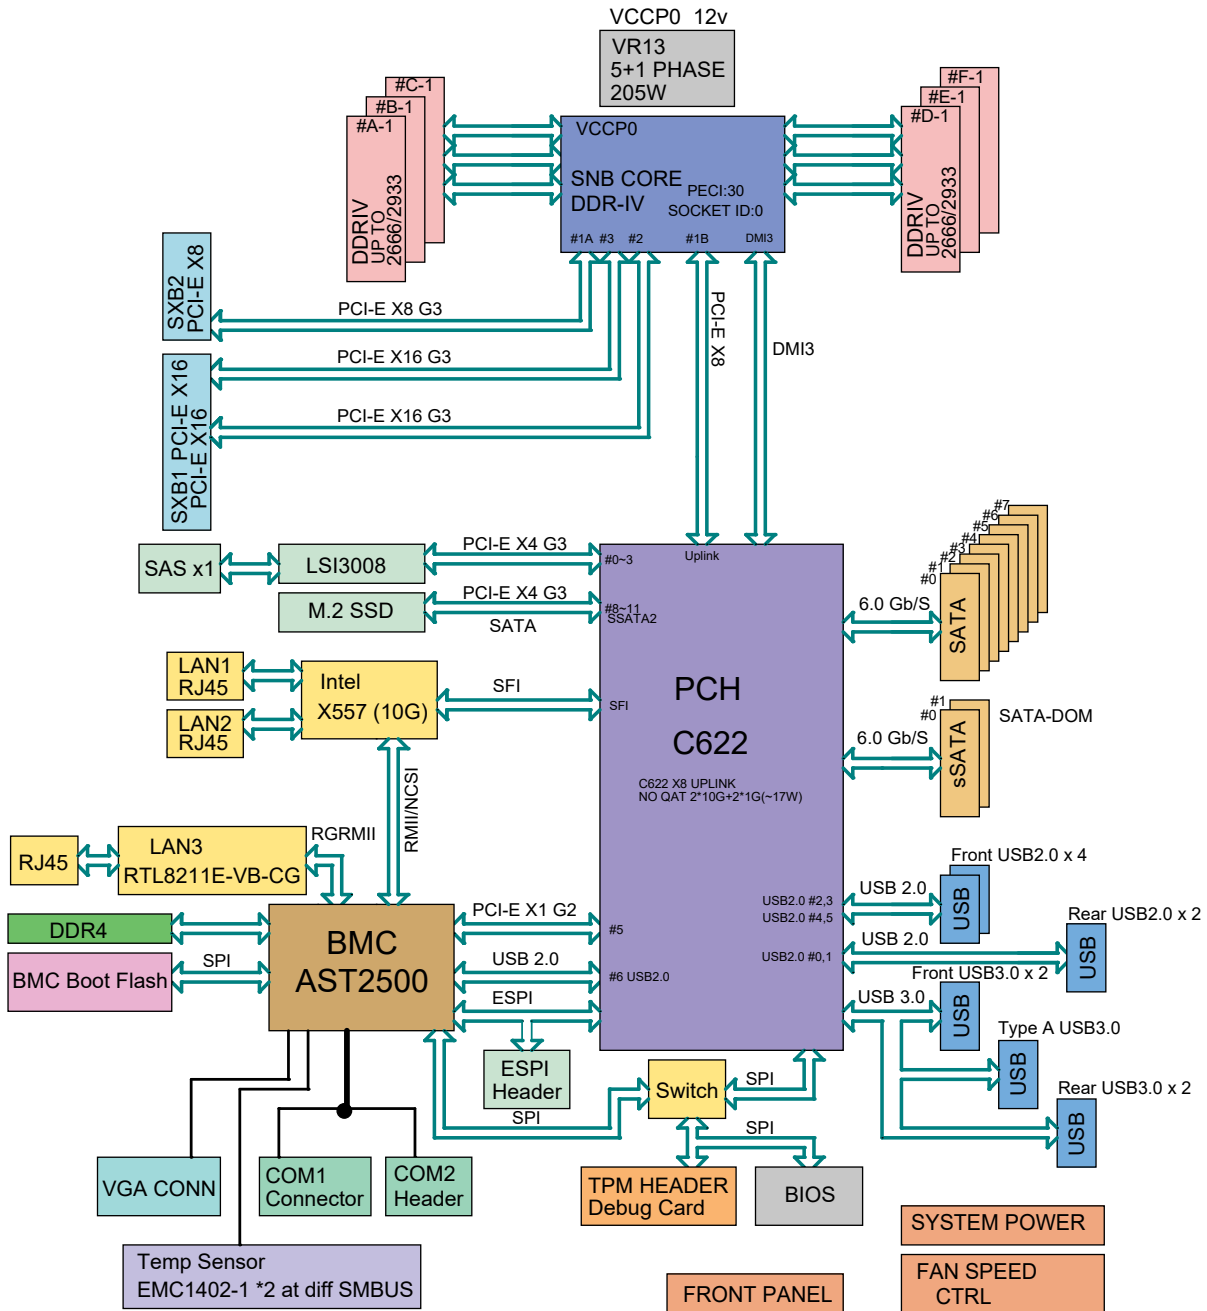 VCCP0 12v
VR13
5+1 PHASE
205W
#C-1
#B-1
#A-1
DDRIV
UP TO
2666/2933
#F-1
#E-1
#D-1
DDRIV
UP TO
2666/2933
VCCP0
SNB CORE
DDR-IV
PECI:30
SOCKET ID:0
#1A
#3
#2
#1B
DMI3
SXB2
PCI-E X8
PCI-E X8 G3
SXB1 PCI-E X16
PCI-E X16
PCI-E X16 G3
PCI-E X16 G3
PCI-E X8
DMI3
SAS x1
LSI3008
PCI-E X4 G3
#0~3
Uplink
M.2 SSD
PCI-E X4 G3
SATA
#8~11
SSATA2
LAN1
RJ45
LAN2
RJ45
Intel
X557 (10G)
SFI
SFI
PCH
C622
C622 X8 UPLINK
NO QAT 2*10G+2*1G(~17W)
6.0 Gb/S
#7
#6
#5
#4
#3
#2
#1
#0
SATA
6.0 Gb/S
#1
#0
sSATA
SATA-DOM
RMII/NCSI
RJ45
LAN3
RTL8211E-VB-CG
RGRMII
DDR4
BMC Boot Flash
SPI
BMC
AST2500
PCI-E X1 G2
#5
USB 2.0
#6 USB2.0
ESPI
ESPI
Header
USB2.0 #2,3
USB2.0 #4,5
USB2.0 #0,1
USB 2.0
Front USB2.0 x 4
USB
USB 2.0
Rear USB2.0 x 2
USB
Front USB3.0 x 2
USB 3.0
USB
Type A USB3.0
USB
Rear USB3.0 x 2
USB
SPI
Switch
SPI
SPI
TPM HEADER
Debug Card
BIOS
VGA CONN
COM1
Connector
COM2
Header
Temp Sensor
EMC1402-1 *2 at diff SMBUS
SYSTEM POWER
FAN SPEED
CTRL
FRONT PANEL